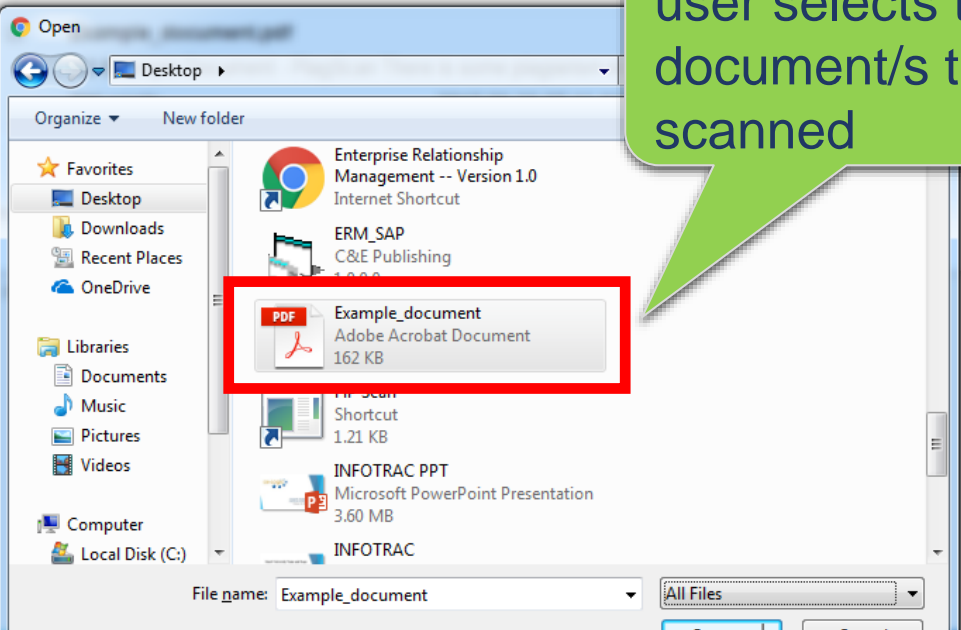 Open
user selects
document/s
scanned
Desktop
Organize
New folder
Favorites
Desktop
Downloads
Recent Places
OneDrive
Libraries
Documents
Music
Pictures
Videos
Computer
Local Disk (C:)
Enterprise Relationship
Management -- Version 1.0
Internet Shortcut
ERM_SAP
C&E Publishing
PDF
Example_document
Adobe Acrobat Document
162 KB
Shortcut
1.21 KB
INFOTRAC PPT
Microsoft PowerPoint Presentation
3.60 MB
INFOTRAC
File name: Example_document
All Files